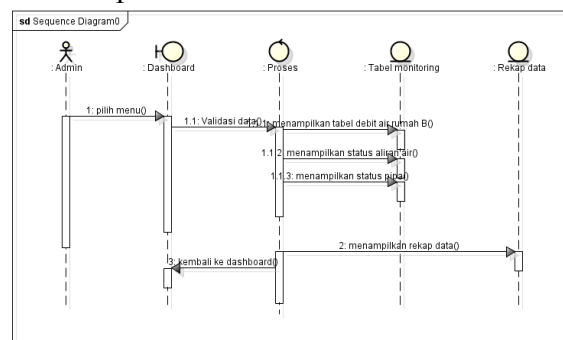 sd Sequence Diagram0
: Admin
: Dashboard
: Proses
: Tabel monitoring
: Rekap data
1: pilih menu()
1.1: Validasi data()
1.1.1: menampilkan tabel debit air rumah B()
1.1.2: menampilkan status aliran air()
1.1.3: menampilkan status pipa()
2: menampilkan rekap data()
3: kembali ke dashboard()